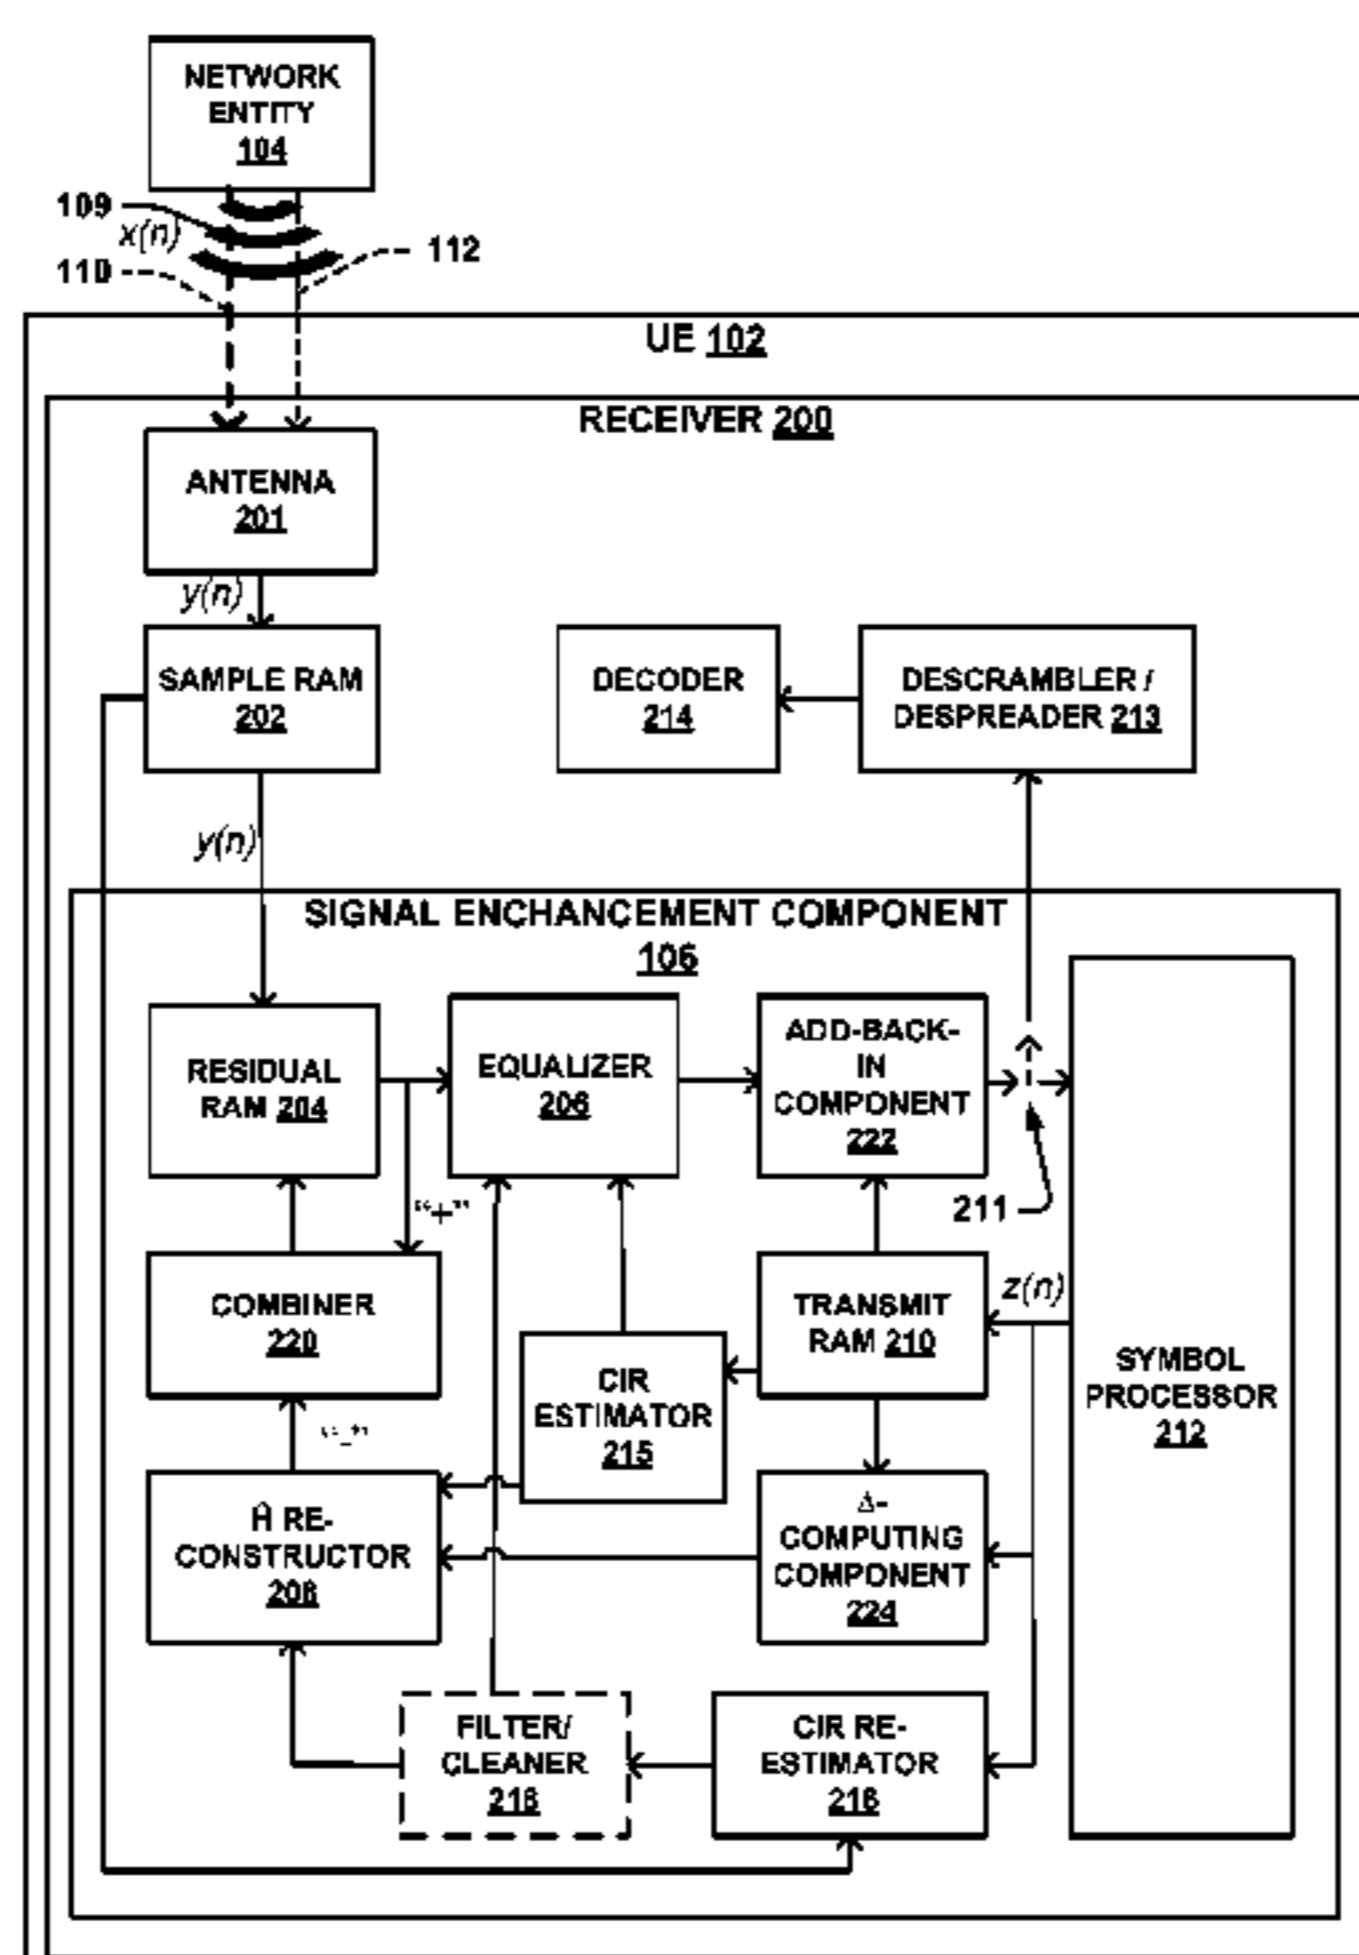 NETWORK
ENTITY
104
109
x(n)
110
112
UE 102
RECEIVER 200
ANTENNA
201
y(n)
SAMPLE RAM
202
DECODER
214
DESCRAMBLER /
DESPREADER 213
y(n)
SIGNAL ENCHANCEMENT COMPONENT
106
RESIDUAL
RAM 204
EQUALIZER
206
ADD-BACK-
IN
COMPONENT
222
211
"+"
COMBINER
220
TRANSMIT
RAM 210
z(n)
CIR
ESTIMATOR
215
SYMBOL
PROCESSOR
212
"-"
Ĥ RE-
CONSTRUCTOR
208
Δ-
COMPUTING
COMPONENT
224
FILTER/
CLEANER
218
CIR RE-
ESTIMATOR
216